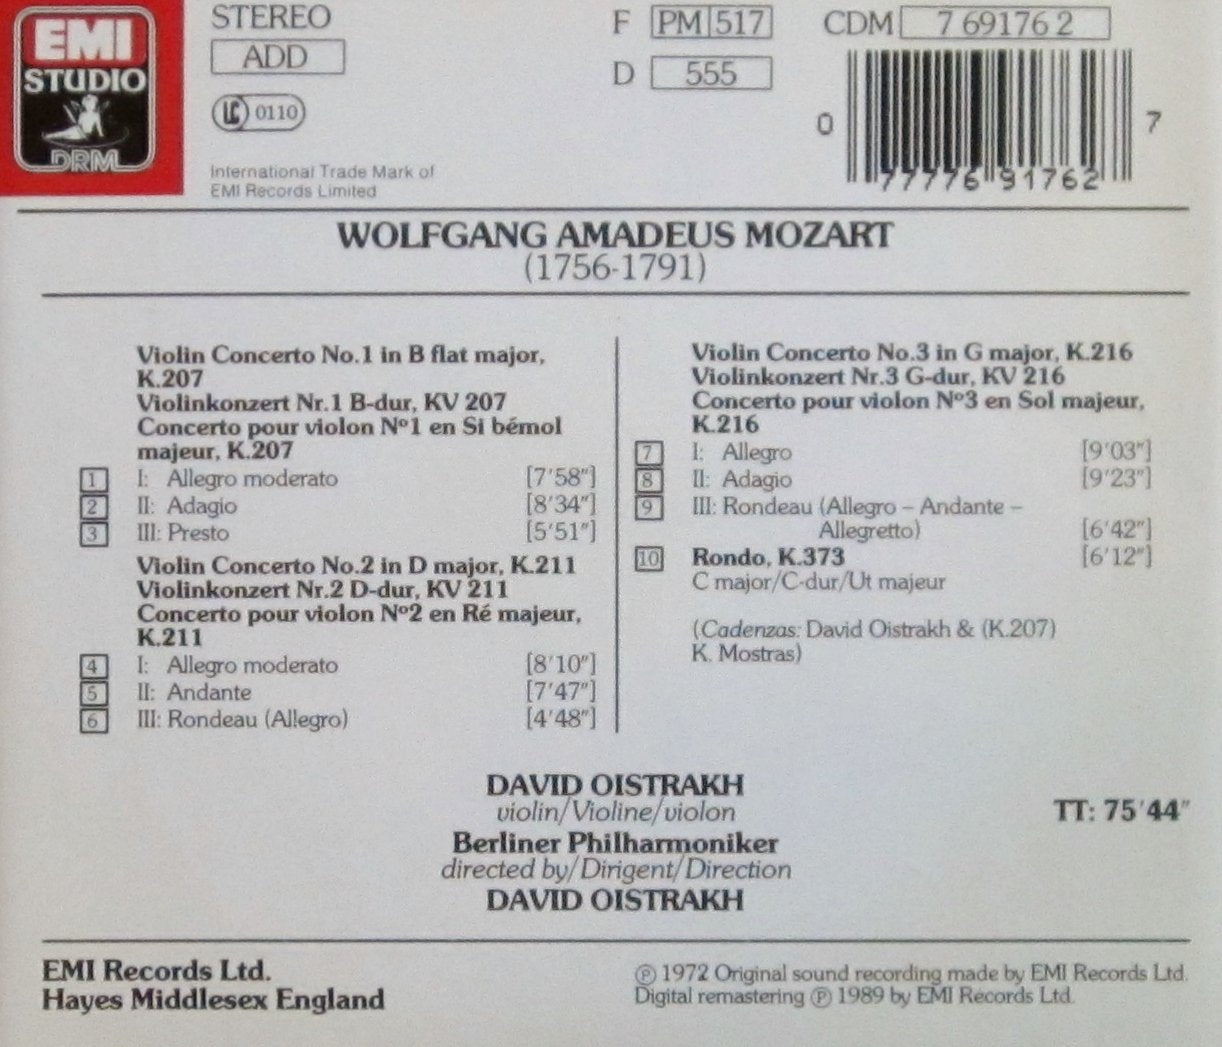 EMI
STUDIO
DRM
STEREO
ADD
LC 0110
International Trade Mark of
EMI Records Limited
F PM 517
D 555
CDM 7 69176 2
0 77776 91762 7
WOLFGANG AMADEUS MOZART
(1756-1791)
Violin Concerto No.1 in B flat major,
K.207
Violinkonzert Nr.1 B-dur, KV 207
Concerto pour violon Nº1 en Si bémol
majeur, K.207
1 I: Allegro moderato [7'58"]
2 II: Adagio [8'34"]
3 III: Presto [5'51"]
Violin Concerto No.2 in D major, K.211
Violinkonzert Nr.2 D-dur, KV 211
Concerto pour violon Nº2 en Ré majeur,
K.211
4 I: Allegro moderato [8'10"]
5 II: Andante [7'47"]
6 III: Rondeau (Allegro) [4'48"]
Violin Concerto No.3 in G major, K.216
Violinkonzert Nr.3 G-dur, KV 216
Concerto pour violon Nº3 en Sol majeur,
K.216
7 I: Allegro [9'03"]
8 II: Adagio [9'23"]
9 III: Rondeau (Allegro – Andante –
Allegretto) [6'42"]
10 Rondo, K.373 [6'12"]
C major/C-dur/Ut majeur
(Cadenzas: David Oistrakh & (K.207)
K. Mostras)
DAVID OISTRAKH
violin/Violine/violon
TT: 75'44"
Berliner Philharmoniker
directed by/Dirigent/Direction
DAVID OISTRAKH
EMI Records Ltd.
Hayes Middlesex England
℗ 1972 Original sound recording made by EMI Records Ltd.
Digital remastering ℗ 1989 by EMI Records Ltd.